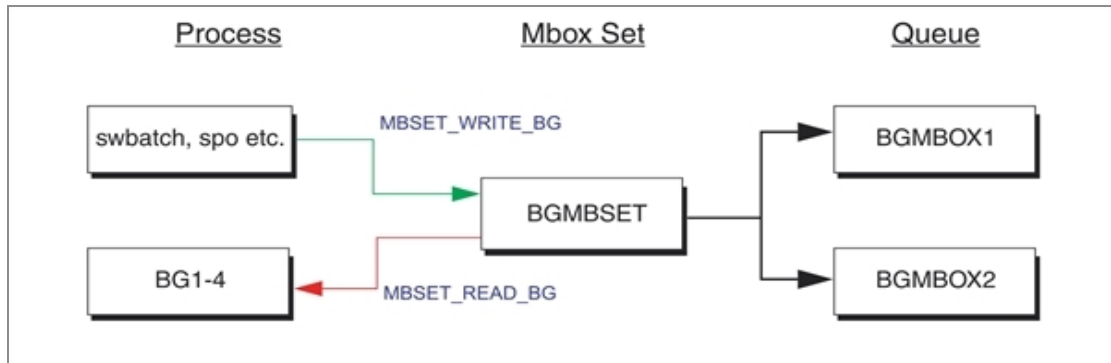 Process
Mbox Set
Queue
swbatch, spo etc.
MBSET_WRITE_BG
BGMBOX1
BGMBSET
BG1-4
MBSET_READ_BG
BGMBOX2